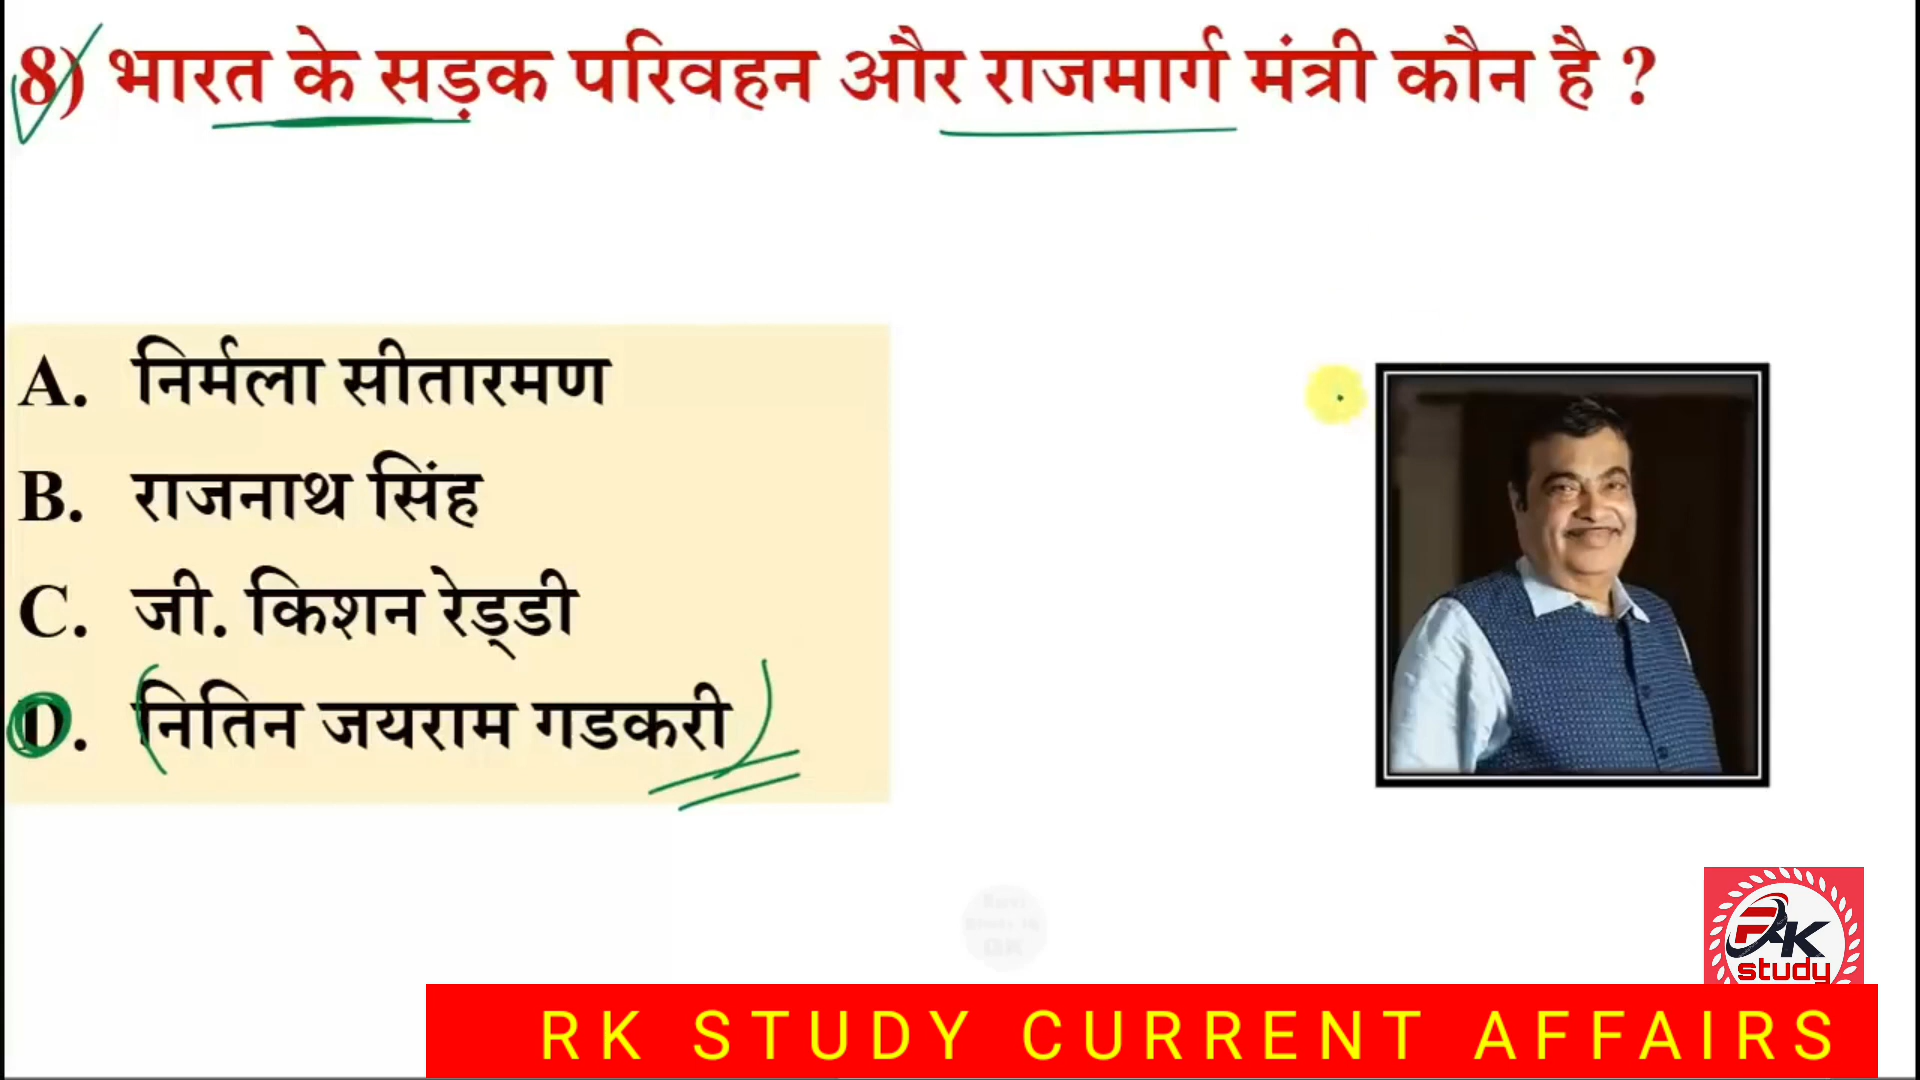 8) भारत के सड़क परिवहन और राजमार्ग मंत्री कौन है ?
A. निर्मला सीतारमण
B. राजनाथ सिंह
C. जी. किशन रेड्डी
D. नितिन जयराम गडकरी
RK
study
RK STUDY CURRENT AFFAIRS